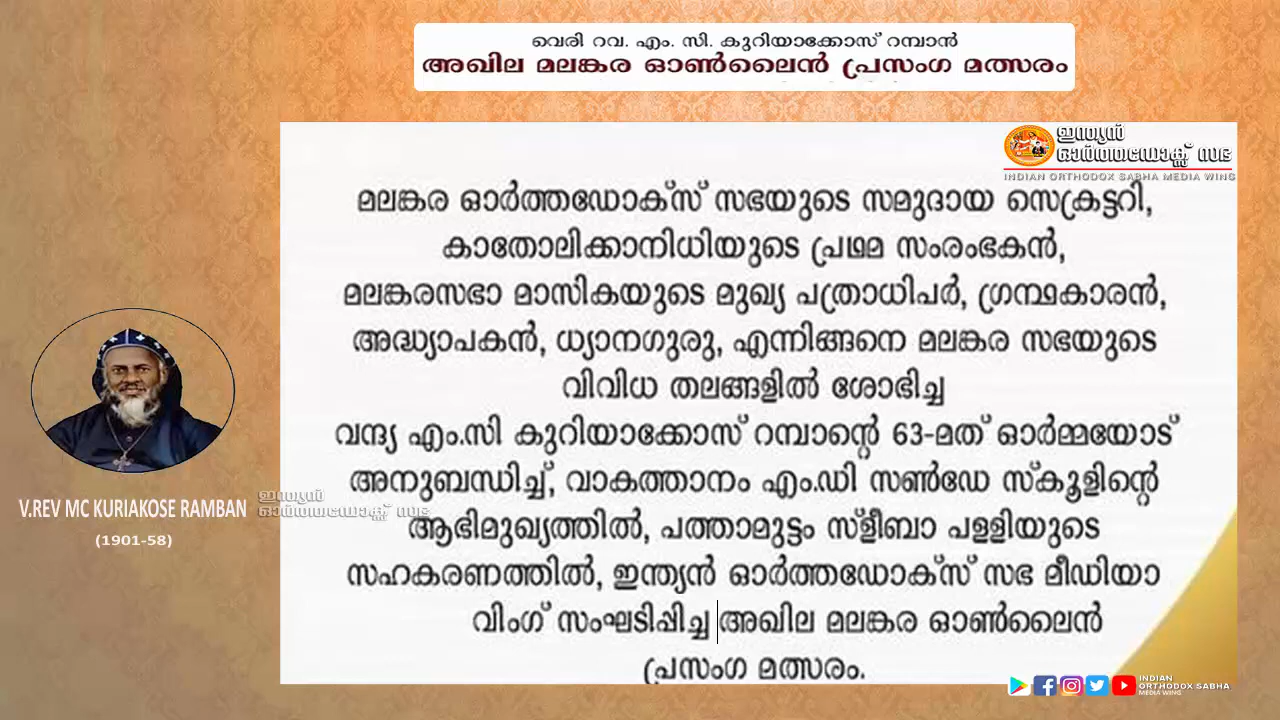 വെരി റവ. എം. സി. കുറിയാക്കോസ് റമ്പാൻ
അഖില മലങ്കര ഓൺലൈൻ പ്രസംഗ മത്സരം
ഇന്ത്യൻ
ഓർത്തഡോക്സ് സഭ
INDIAN ORTHODOX SABHA MEDIA WING
മലങ്കര ഓർത്തഡോക്സ് സഭയുടെ സമുദായ സെക്രട്ടറി,
കാതോലിക്കാനിധിയുടെ പ്രഥമ സംരംഭകൻ,
മലങ്കരസഭാ മാസികയുടെ മുഖ്യ പത്രാധിപർ, ഗ്രന്ഥകാരൻ,
അദ്ധ്യാപകൻ, ധ്യാനഗുരു, എന്നിങ്ങനെ മലങ്കര സഭയുടെ
വിവിധ തലങ്ങളിൽ ശോഭിച്ച
വന്ദ്യ എം.സി കുറിയാക്കോസ് റമ്പാന്റെ 63-മത് ഓർമ്മയോട്
അനുബന്ധിച്ച്, വാകത്താനം എം.ഡി സൺഡേ സ്കൂളിന്റെ
ആഭിമുഖ്യത്തിൽ, പത്താമുട്ടം സ്ളീബാ പള്ളിയുടെ
സഹകരണത്തിൽ, ഇന്ത്യൻ ഓർത്തഡോക്സ് സഭ മീഡിയാ
വിംഗ് സംഘടിപ്പിച്ച അഖില മലങ്കര ഓൺലൈൻ
പ്രസംഗ മത്സരം.
V.REV MC KURIAKOSE RAMBAN
(1901-58)
ഇന്ത്യൻ
ഓർത്തഡോക്സ് സഭ
INDIAN
ORTHODOX SABHA
MEDIA WING